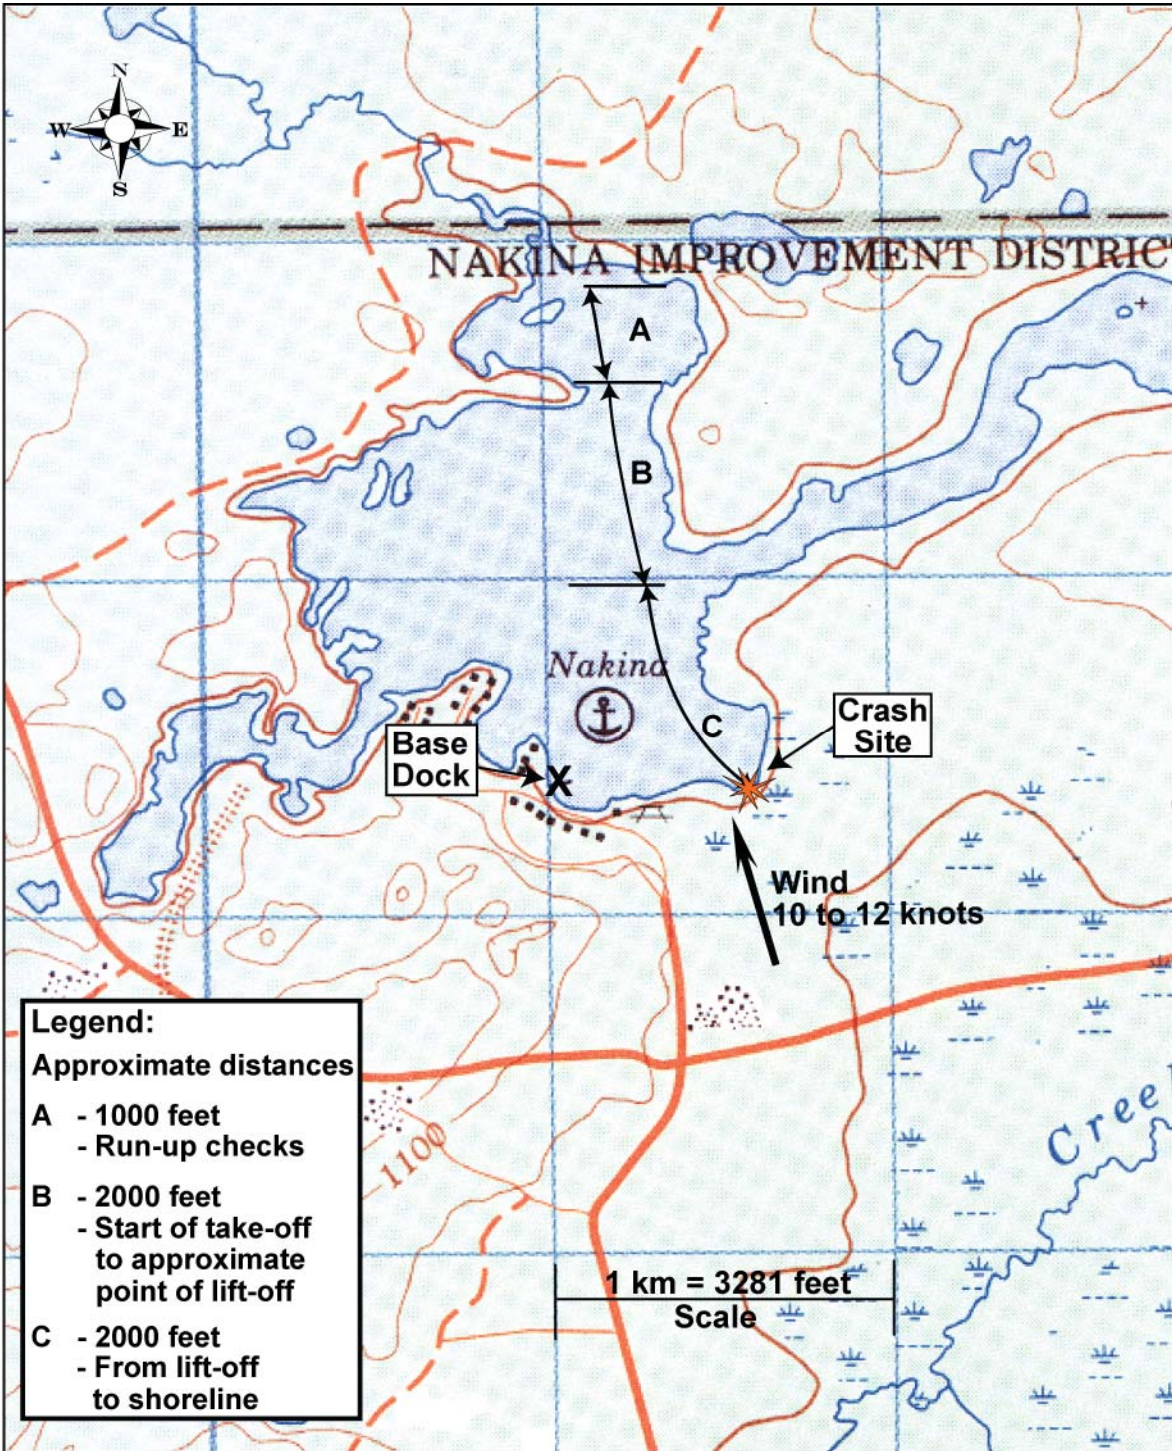 N
W E
S
NAKINA IMPROVEMENT DISTRIC
A
B
Nakina
C
Crash
Site
Base
Dock
X
Wind
10 to 12 knots
Legend:
Approximate distances
A - 1000 feet
- Run-up checks
B - 2000 feet
- Start of take-off
to approximate
point of lift-off
C - 2000 feet
- From lift-off
to shoreline
1100
Cree
1 km = 3281 feet
Scale